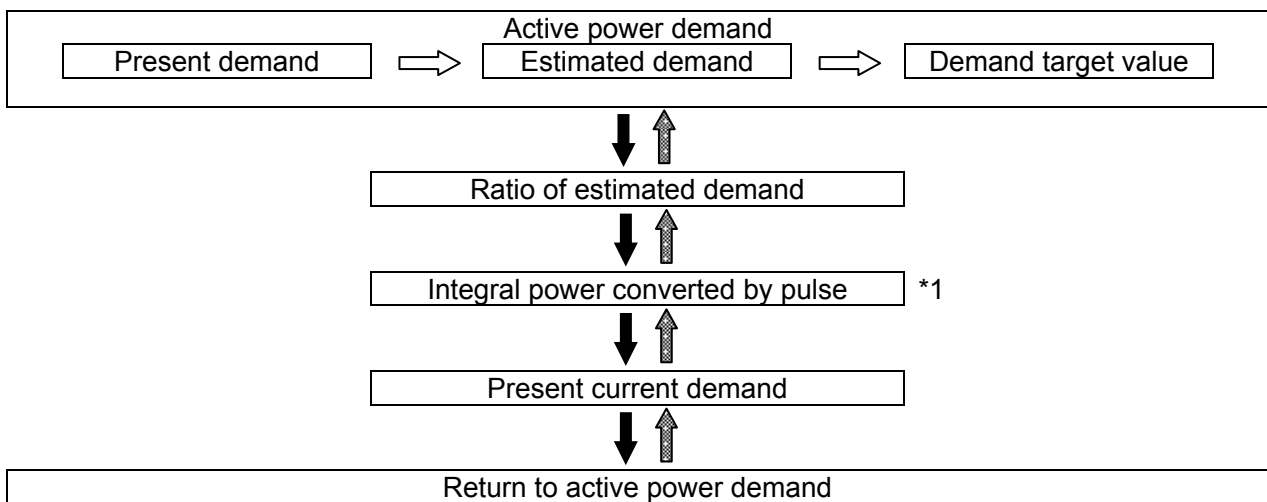 Active power demand
Present demand
Estimated demand
Demand target value
Ratio of estimated demand
Integral power converted by pulse
*1
Present current demand
Return to active power demand